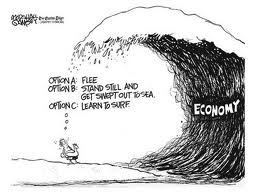 OPTION A: FLEE
OPTION B: STAND STILL AND
GET SWEPT OUT TO SEA.
OPTION C: LEARN TO SURF.
ECONOMY